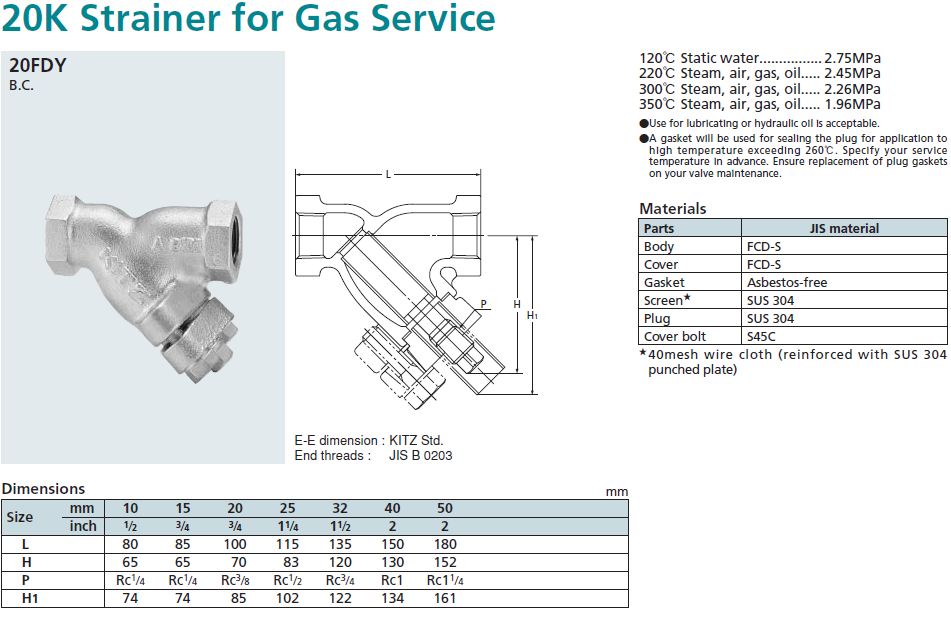 20K Strainer for Gas Service
20FDY
B.C.
120℃ Static water................ 2.75MPa
220℃ Steam, air, gas, oil..... 2.45MPa
300℃ Steam, air, gas, oil..... 2.26MPa
350℃ Steam, air, gas, oil..... 1.96MPa
●Use for lubricating or hydraulic oil is acceptable.
●A gasket will be used for sealing the plug for application to
high temperature exceeding 260℃. Specify your service
temperature in advance. Ensure replacement of plug gaskets
on your valve maintenance.
KITZ
L
P
H
H1
E-E dimension : KITZ Std.
End threads : JIS B 0203
Materials
Parts JIS material
Body FCD-S
Cover FCD-S
Gasket Asbestos-free
Screen★ SUS 304
Plug SUS 304
Cover bolt S45C
★40mesh wire cloth (reinforced with SUS 304
punched plate)
Dimensions mm
Size mm 10 15 20 25 32 40 50
inch 1/2 3/4 3/4 11/4 11/2 2 2
L 80 85 100 115 135 150 180
H 65 65 70 83 120 130 152
P Rc1/4 Rc1/4 Rc3/8 Rc1/2 Rc3/4 Rc1 Rc11/4
H1 74 74 85 102 122 134 161